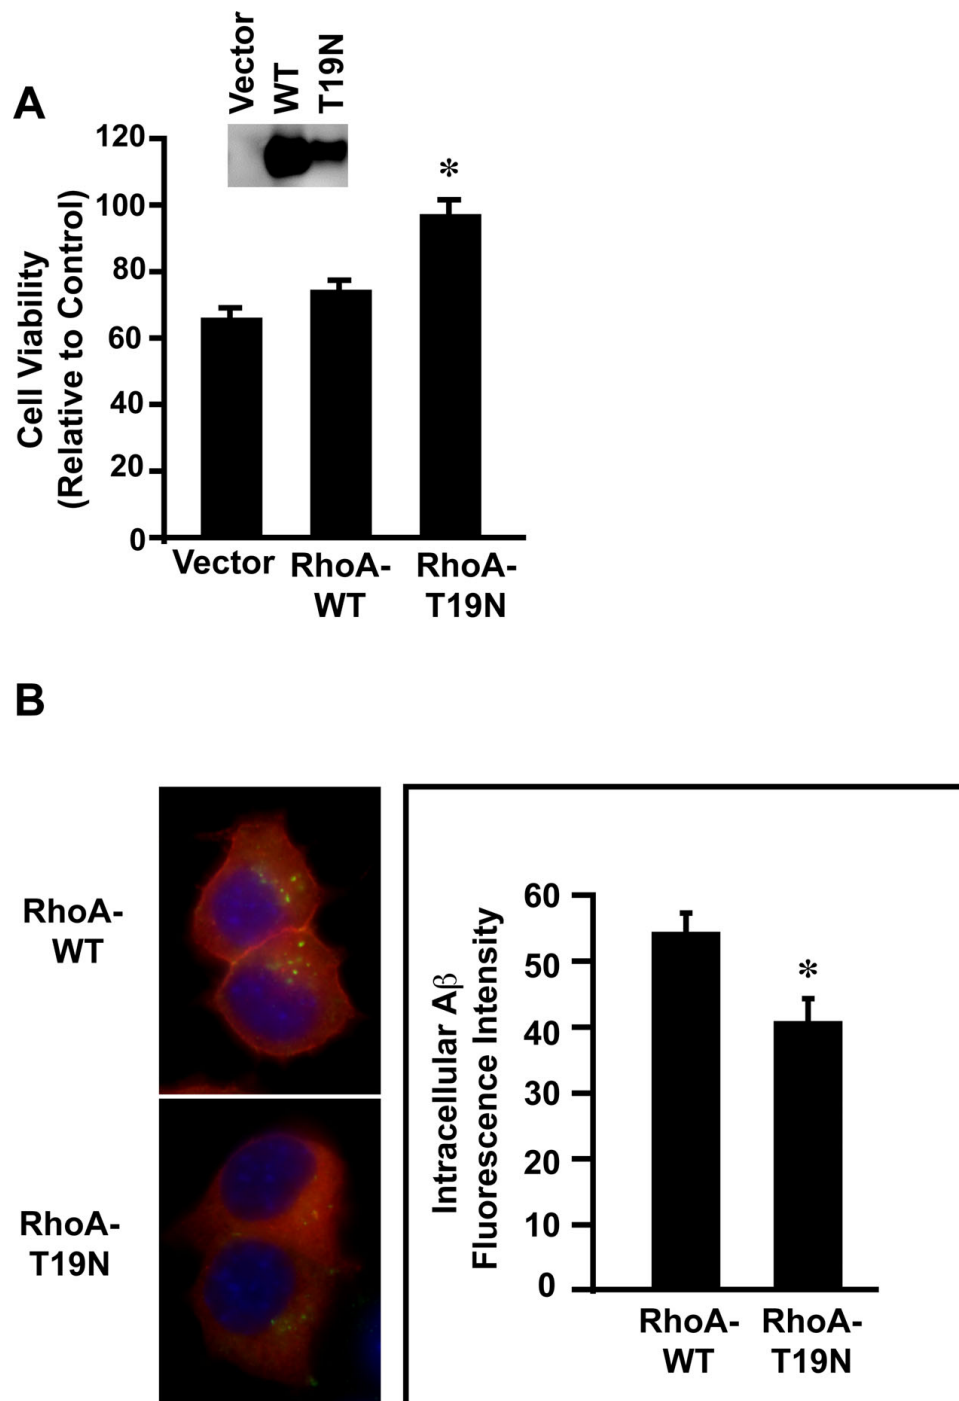 A
Vector
WT
T19N
Cell Viability
(Relative to Control)
120
100
80
60
40
20
0
*
Vector
RhoA-
WT
RhoA-
T19N
B
RhoA-
WT
RhoA-
T19N
Intracellular Aβ
Fluorescence Intensity
60
50
40
30
20
10
0
*
RhoA-
WT
RhoA-
T19N